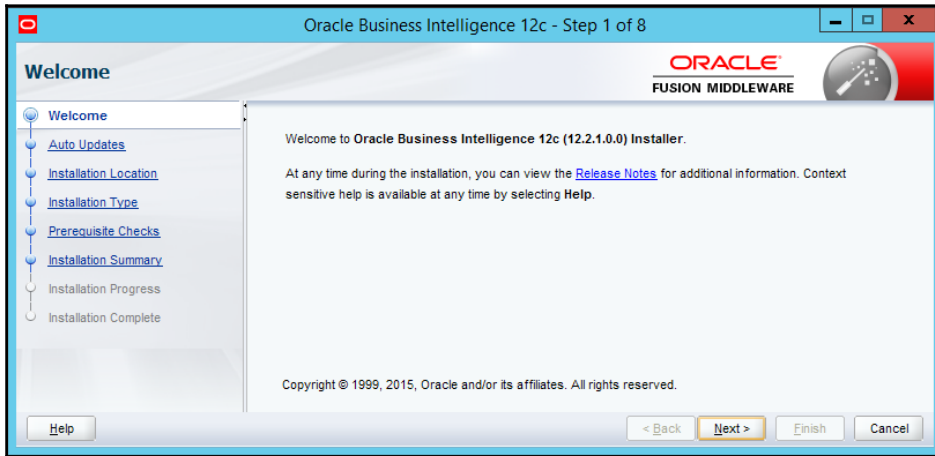 Oracle Business Intelligence 12c - Step 1 of 8
Welcome
ORACLE®
FUSION MIDDLEWARE
Welcome
Auto Updates
Installation Location
Installation Type
Prerequisite Checks
Installation Summary
Installation Progress
Installation Complete
Welcome to Oracle Business Intelligence 12c (12.2.1.0.0) Installer.
At any time during the installation, you can view the Release Notes for additional information. Context
sensitive help is available at any time by selecting Help.
Copyright © 1999, 2015, Oracle and/or its affiliates. All rights reserved.
Help
< Back
Next >
Finish
Cancel